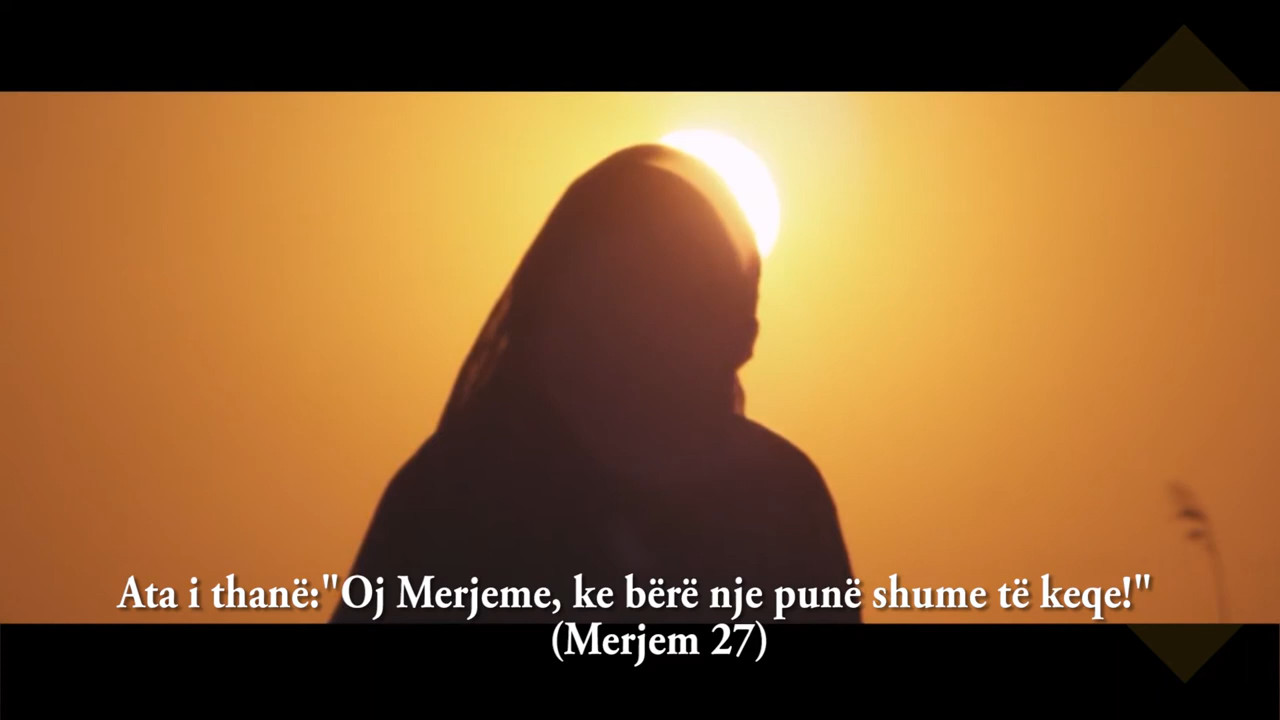 Ata i thanë:"Oj Merjeme, ke bërë nje punë shume të keqe!"
(Merjem 27)